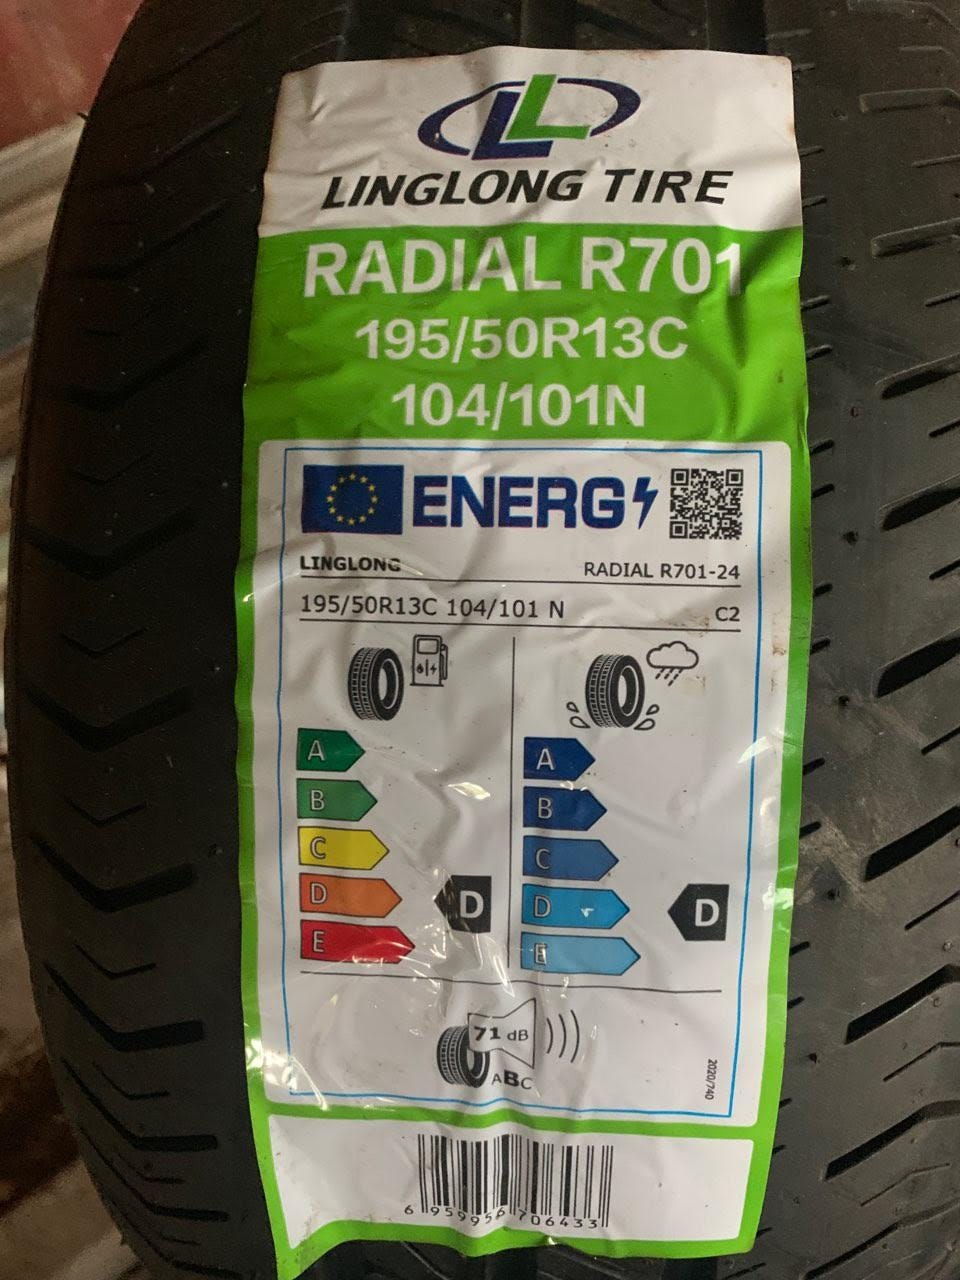 LINGLONG TIRE
RADIAL R701
195/50R13C
104/101N
ENERG
LINGLONG RADIAL R701-24
195/50R13C 104/101 N C2
A A
B B
C C
D D D D
E E
71 dB
ABC
2020/740
6 959956 706433